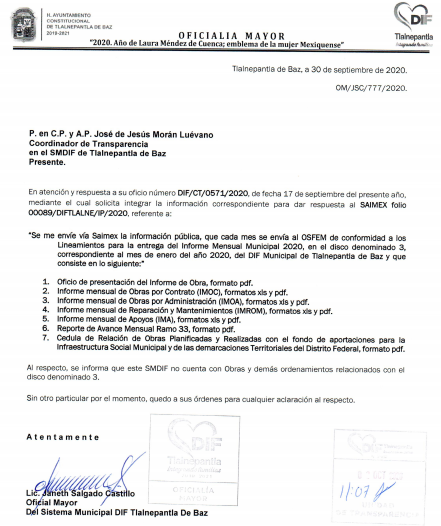 H. AYUNTAMIENTO
CONSTITUCIONAL
DE TLALNEPANTLA DE BAZ
2019-2021
DIF
Tlalnepantla
OFICIALIA MAYOR
"2020. Año de Laura Méndez de Cuenca; emblema de la mujer Mexiquense"
Tlalnepantla de Baz, a 30 de septiembre de 2020.
OM/JSC/777/2020.
P. en C.P. y A.P. José de Jesús Morán Luévano
Coordinador de Transparencia
en el SMDIF de Tlalnepantla de Baz
Presente.
En atención y respuesta a su oficio número DIF/CT/0571/2020, de fecha 17 de septiembre del presente año,
mediante el cual solicita integrar la información correspondiente para dar respuesta al SAIMEX folio
00089/DIFTLALNE/IP/2020, referente a:
"Se me envíe vía Saimex la información pública, que cada mes se envía al OSFEM de conformidad a los
Lineamientos para la entrega del Informe Mensual Municipal 2020, en el disco denominado 3,
correspondiente al mes de enero del año 2020, del DIF Municipal de Tlalnepantla de Baz y que
consiste en lo siguiente:"
1. Oficio de presentación del Informe de Obra, formato pdf.
2. Informe mensual de Obras por Contrato (IMOC), formatos xls y pdf.
3. Informe mensual de Obras por Administración (IMOA), formatos xls y pdf.
4. Informe mensual de Reparación y Mantenimientos (IMROM), formatos xls y pdf.
5. Informe mensual de Apoyos (IMA), formatos xls y pdf.
6. Reporte de Avance Mensual Ramo 33, formato xls y pdf.
7. Cedula de Relación de Obras Planificadas y Realizadas con el fondo de aportaciones para la
Infraestructura Social Municipal y de las demarcaciones Territoriales del Distrito Federal, formato pdf.
Al respecto, se informa que este SMDIF no cuenta con Obras y demás ordenamientos relacionados con el
disco denominado 3.
Sin otro particular por el momento, quedo a sus órdenes para cualquier aclaración al respecto.
Atentamente
Lic. Janeth Salgado Castillo
Oficial Mayor
Del Sistema Municipal DIF Tlalnepantla De Baz
DIF
Tlalnepantla
OFICIALÍA
MAYOR
DIF
Tlalnepantla
11:07